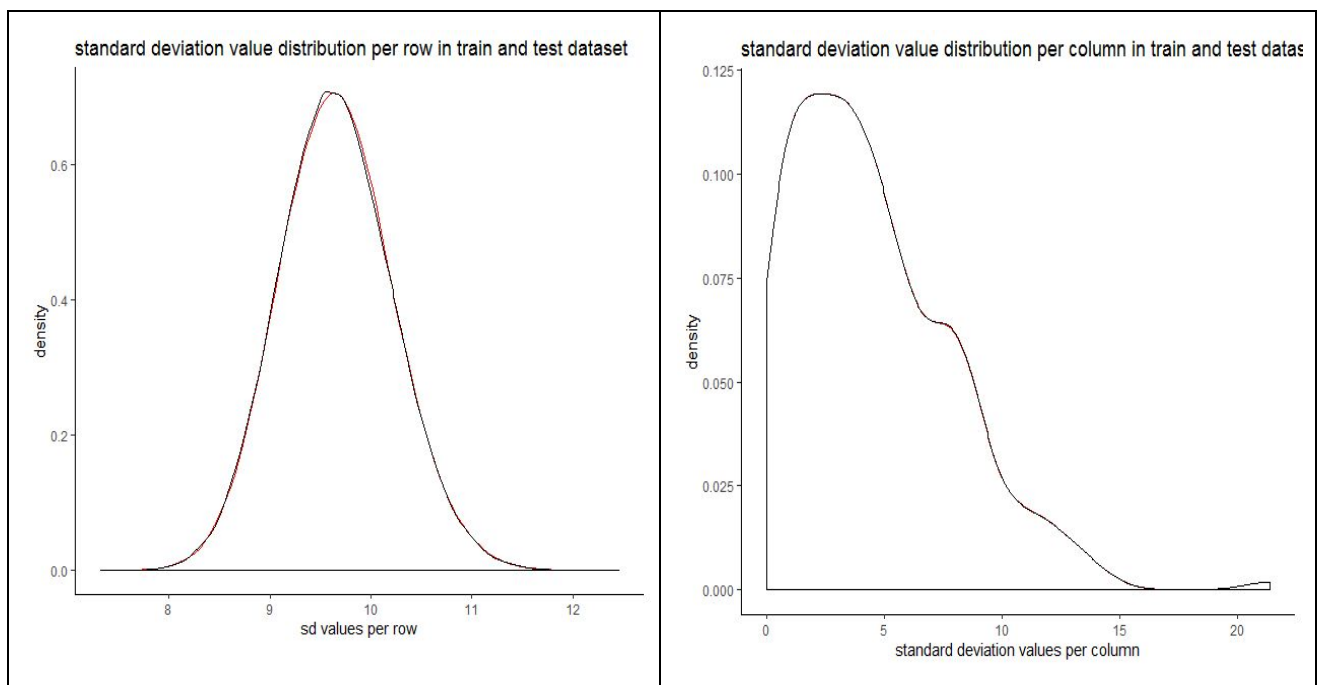 standard deviation value distribution per row in train and test dataset
0.6
0.4
0.2
0.0
density
8 9 10 11 12
sd values per row
standard deviation value distribution per column in train and test datas
0.125
0.100
0.075
0.050
0.025
0.000
density
0 5 10 15 20
standard deviation values per column